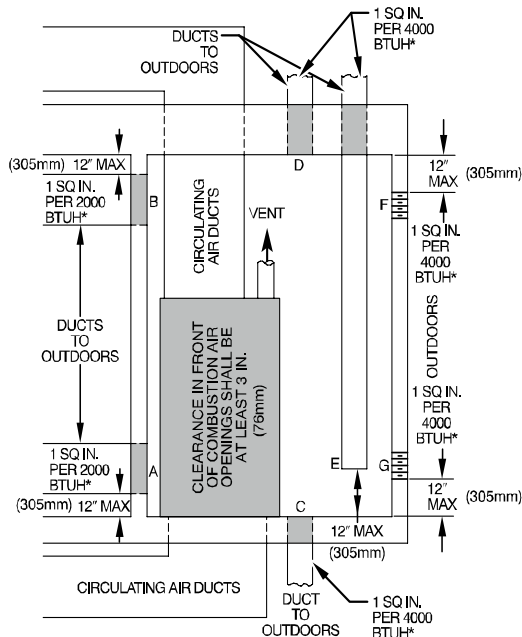 1 SQ IN.
PER 4000
BTUH*
DUCTS
TO
OUTDOORS
(305mm)
12" MAX
1 SQ IN.
PER 2000
BTUH*
B
D
F
12"
MAX
(305mm)
CIRCULATING
AIR DUCTS
VENT
1 SQ IN.
PER
4000
BTUH*
DUCTS
TO
OUTDOORS
CLEARANCE IN FRONT
OF COMBUSTION AIR
OPENINGS SHALL BE
AT LEAST 3 IN.
(76mm)
OUTDOORS
1 SQ IN.
PER
4000
BTUH*
1 SQ IN.
PER 2000
BTUH*
A
E
G
(305mm)
12" MAX
C
12" MAX
(305mm)
12"
MAX
(305mm)
CIRCULATING AIR DUCTS
DUCT
TO
OUTDOORS
1 SQ IN.
PER 4000
BTUH*